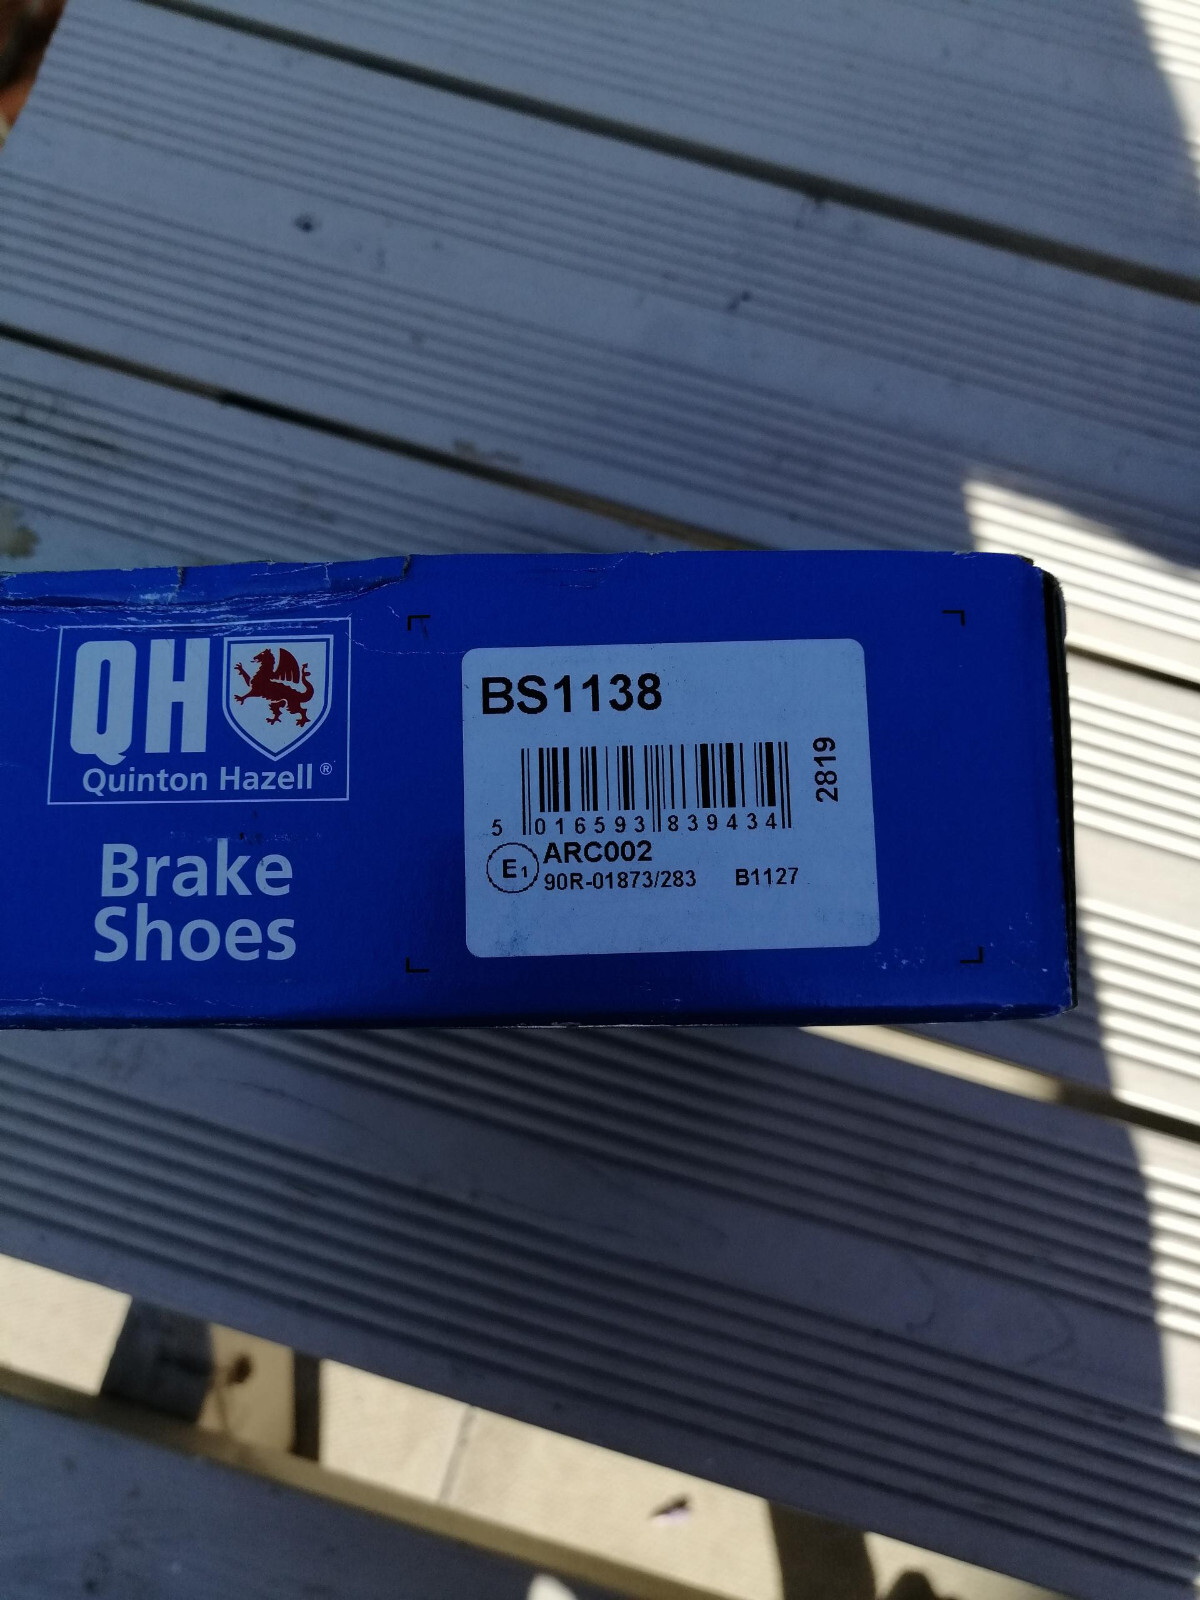 QH
Quinton Hazell®
Brake
Shoes
BS1138
5 016593 839434
2819
E1 ARC002
90R-01873/283 B1127